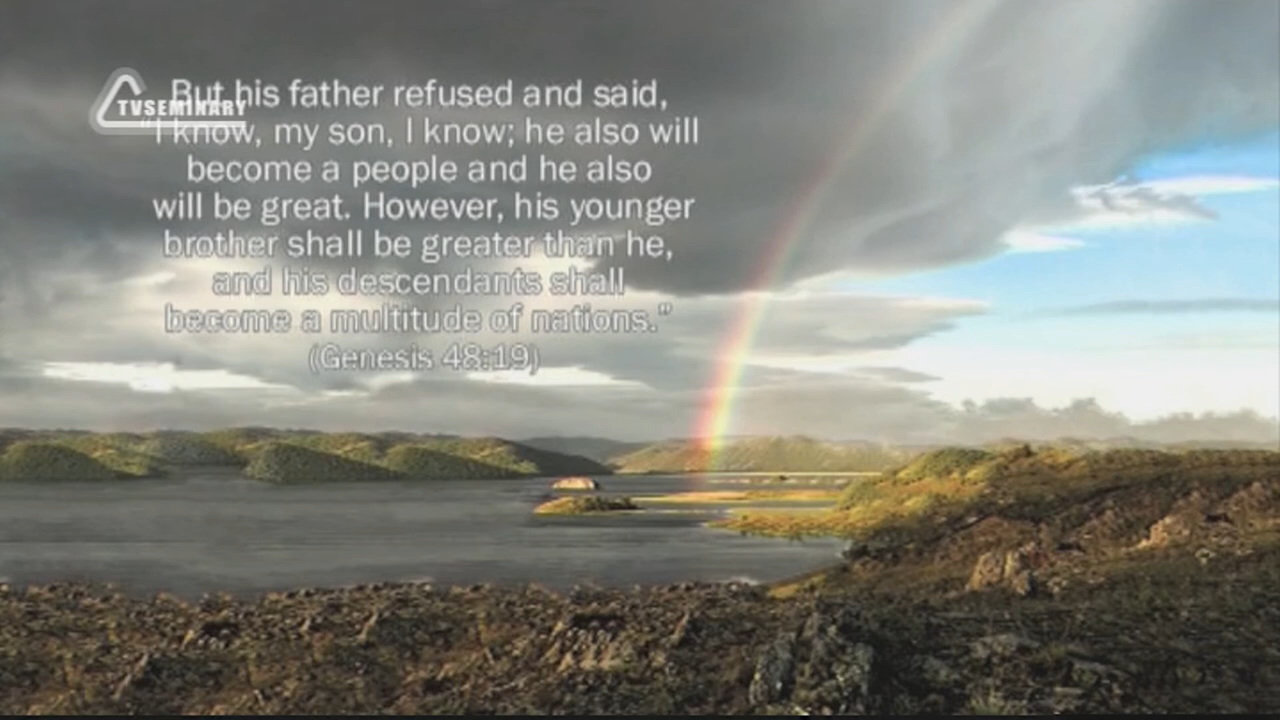 TVSEMINARY
But his father refused and said,
“I know, my son, I know; he also will
become a people and he also
will be great. However, his younger
brother shall be greater than he,
and his descendants shall
become a multitude of nations.”
(Genesis 48:19)